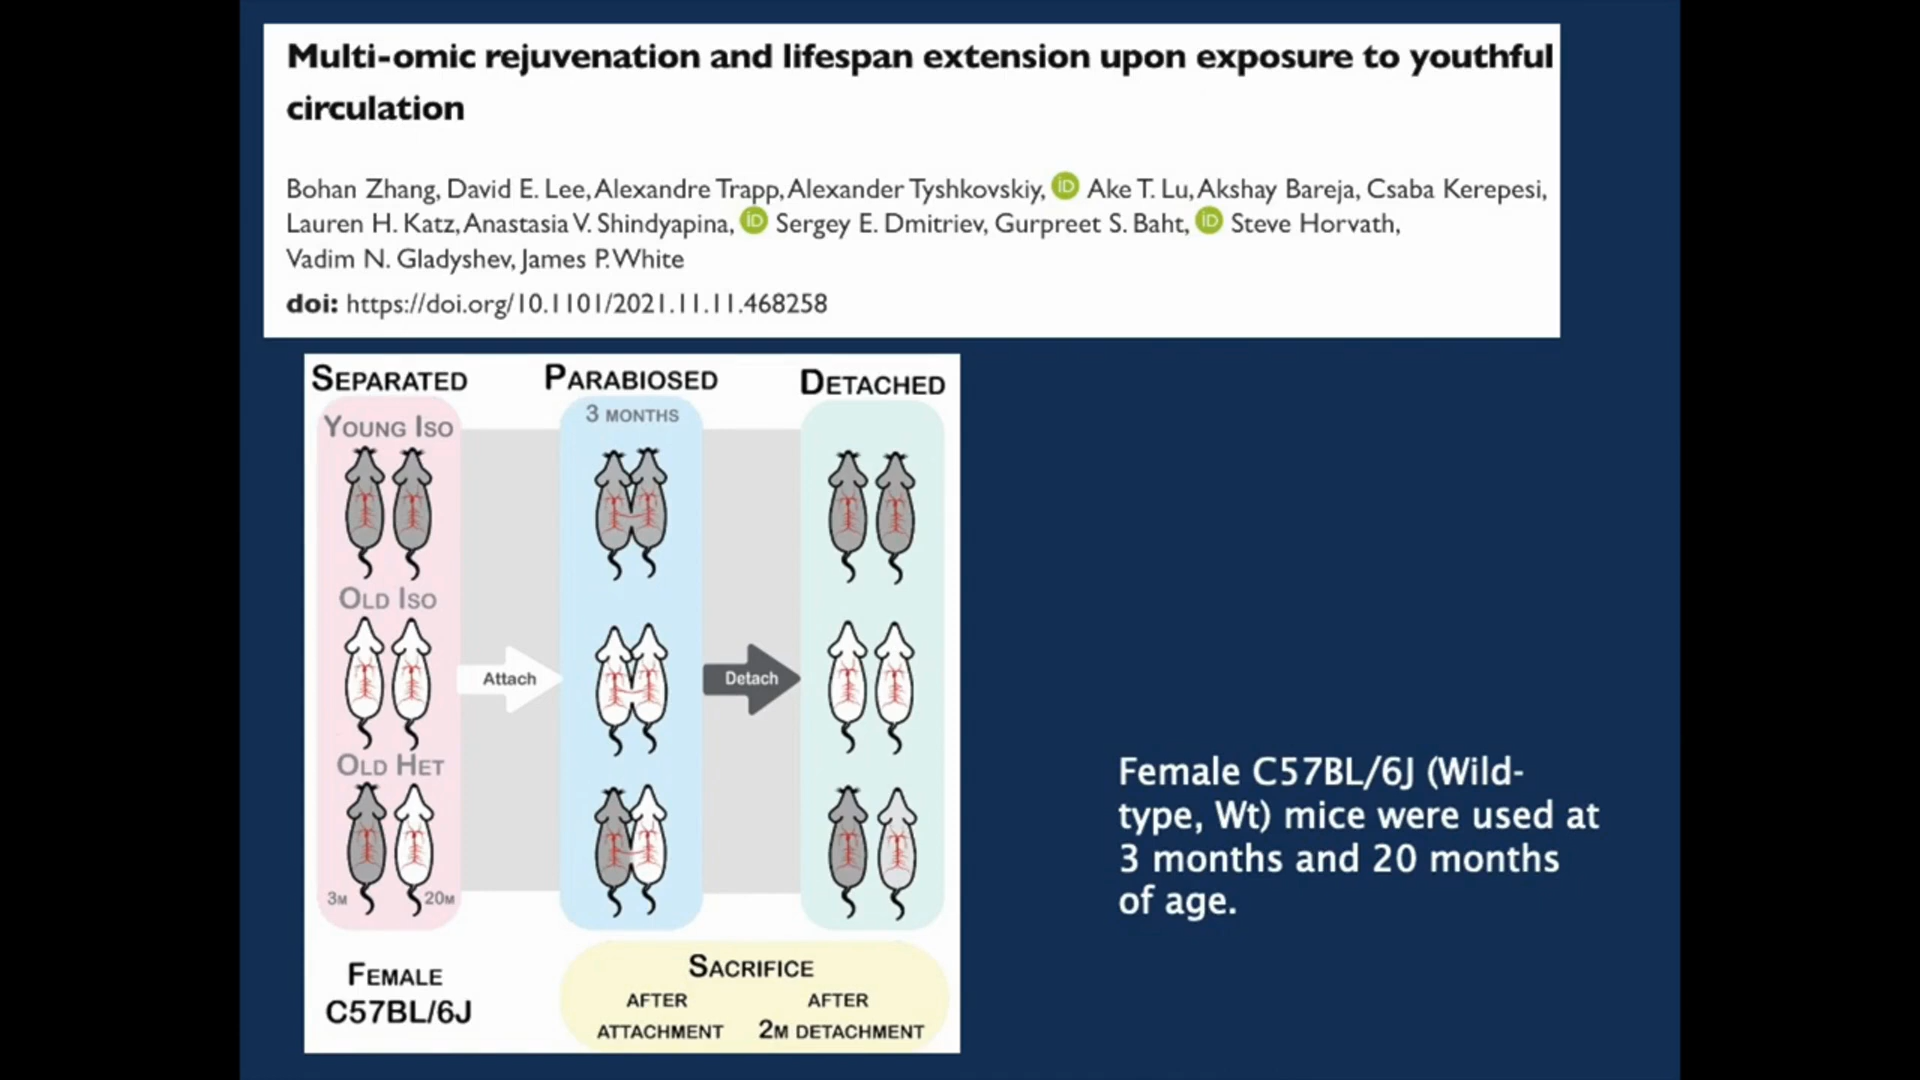 Multi-omic rejuvenation and lifespan extension upon exposure to youthful
circulation
Bohan Zhang, David E. Lee, Alexandre Trapp, Alexander Tyshkovskiy, iD Ake T. Lu, Akshay Bareja, Csaba Kerepesi,
Lauren H. Katz, Anastasia V. Shindyapina, iD Sergey E. Dmitriev, Gurpreet S. Baht, iD Steve Horvath,
Vadim N. Gladyshev, James P. White
doi: https://doi.org/10.1101/2021.11.11.468258
SEPARATED
PARABIOSED
DETACHED
YOUNG ISO
3 MONTHS
OLD ISO
Attach
Detach
OLD HET
3M
20M
FEMALE
C57BL/6J
SACRIFICE
AFTER
ATTACHMENT
AFTER
2M DETACHMENT
Female C57BL/6J (Wild-
type, Wt) mice were used at
3 months and 20 months
of age.